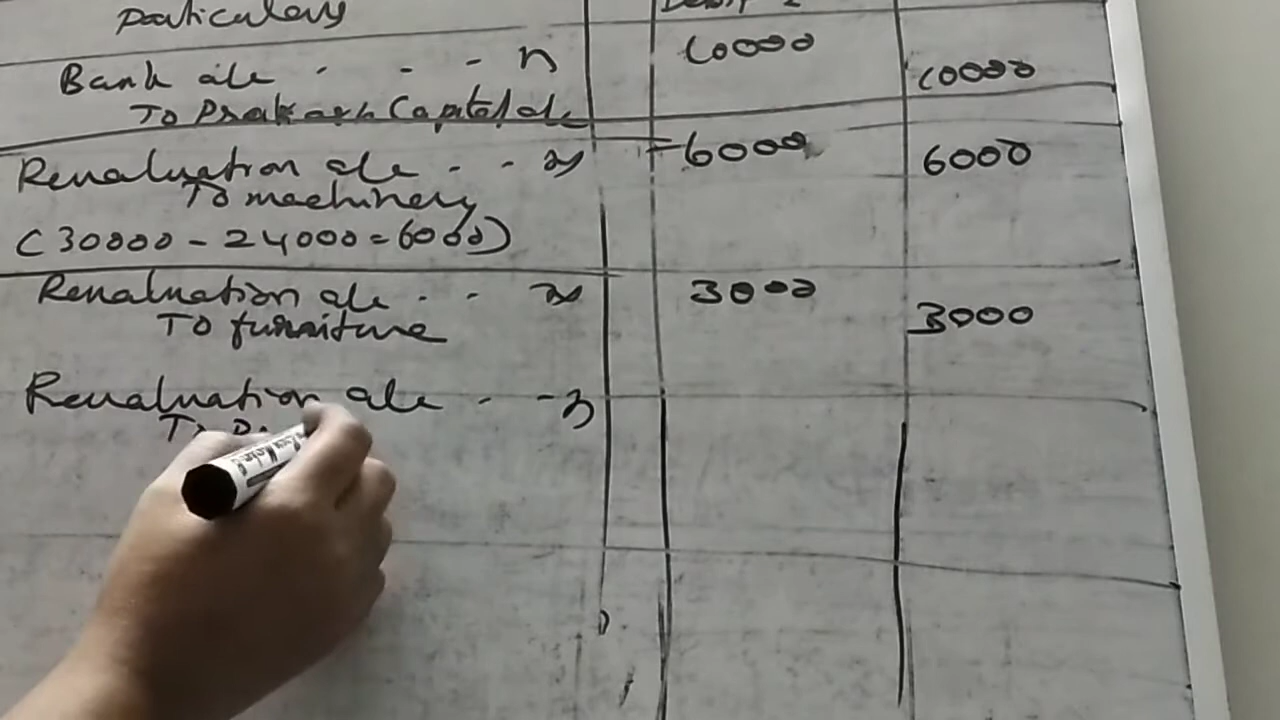 Particulars
Bank a/c - - - Dr 10000
To Prakash Capital a/c 10000
Revaluation a/c - - Dr 6000 6000
To machinery
(30000 - 24000 = 6000)
Revaluation a/c - - Dr 3000
To furniture 3000
Revaluation a/c - - Dr
To